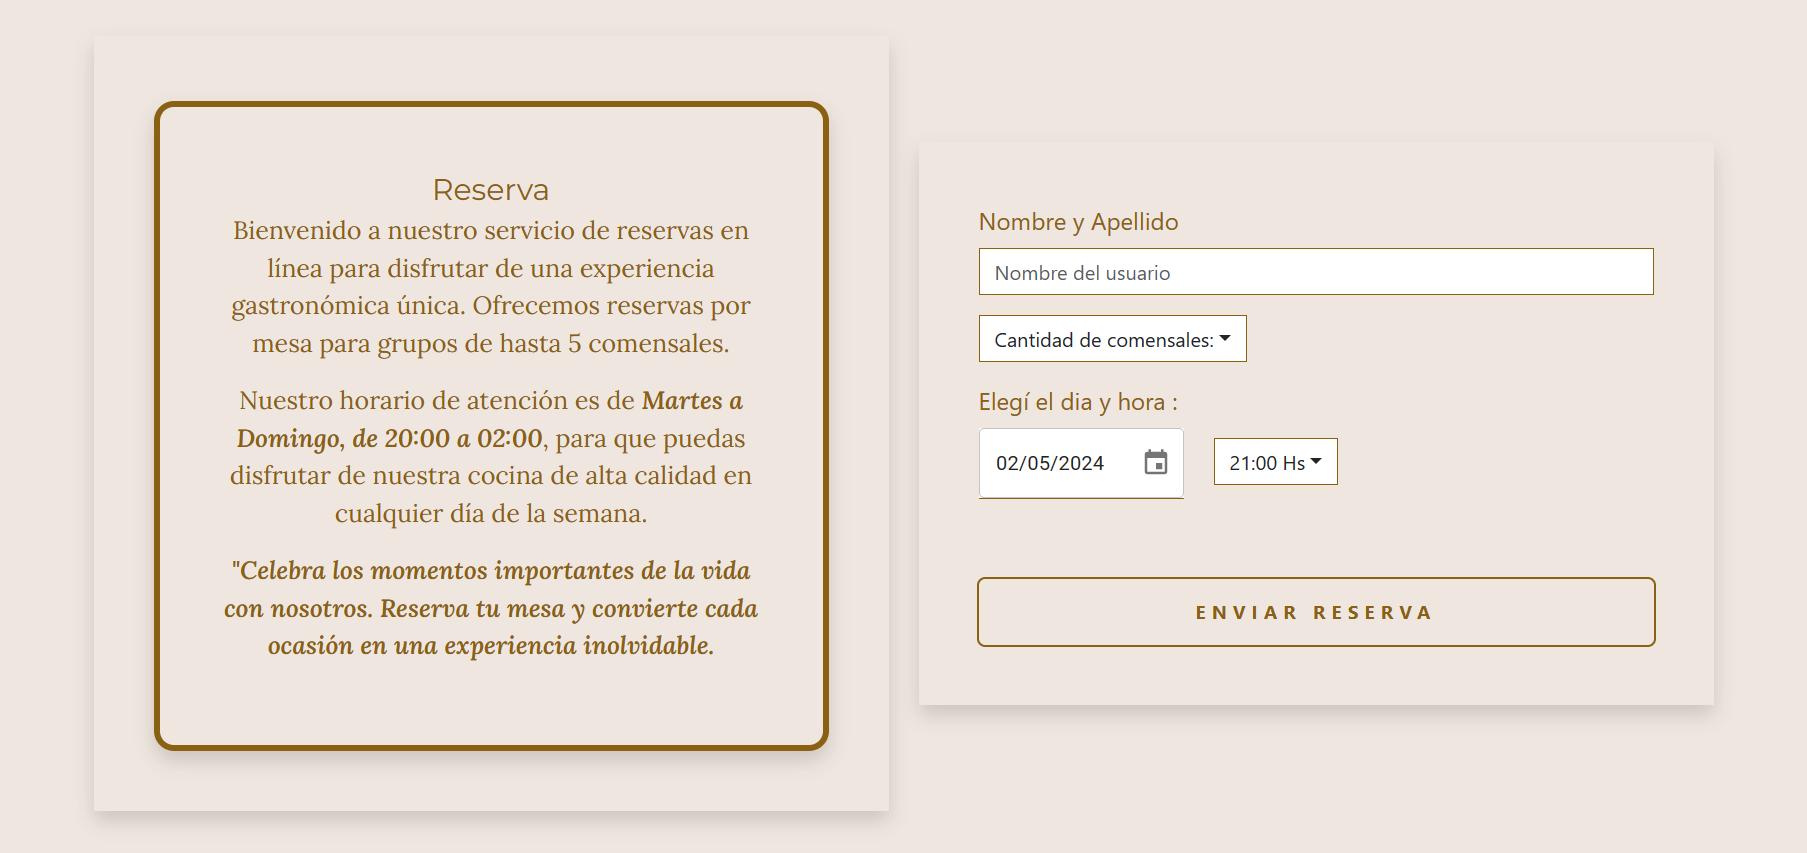 Reserva
Bienvenido a nuestro servicio de reservas en
línea para disfrutar de una experiencia
gastronómica única. Ofrecemos reservas por
mesa para grupos de hasta 5 comensales.
Nuestro horario de atención es de Martes a
Domingo, de 20:00 a 02:00, para que puedas
disfrutar de nuestra cocina de alta calidad en
cualquier día de la semana.
"Celebra los momentos importantes de la vida
con nosotros. Reserva tu mesa y convierte cada
ocasión en una experiencia inolvidable.
Nombre y Apellido
Nombre del usuario
Cantidad de comensales:
Elegí el dia y hora :
02/05/2024
21:00 Hs
ENVIAR RESERVA